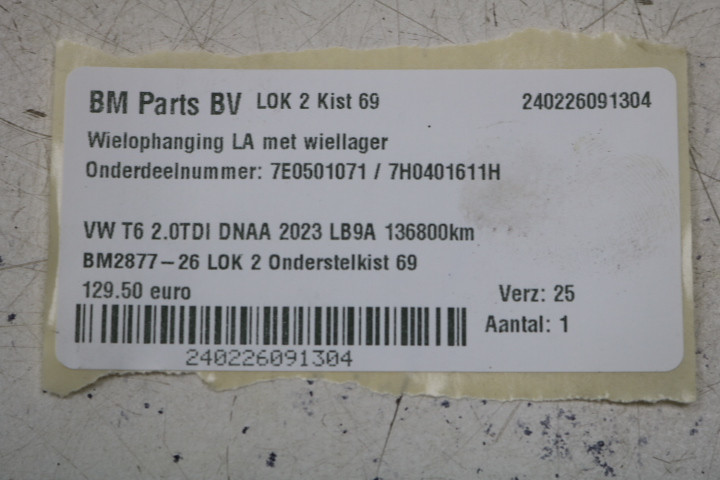 BM Parts BV LOK 2 Kist 69 240226091304
Wielophanging LA met wiellager
Onderdeelnummer: 7E0501071 / 7H0401611H
VW T6 2.0TDI DNAA 2023 LB9A 136800km
BM2877-26 LOK 2 Onderstelkist 69
129.50 euro Verz: 25
Aantal: 1
240226091304